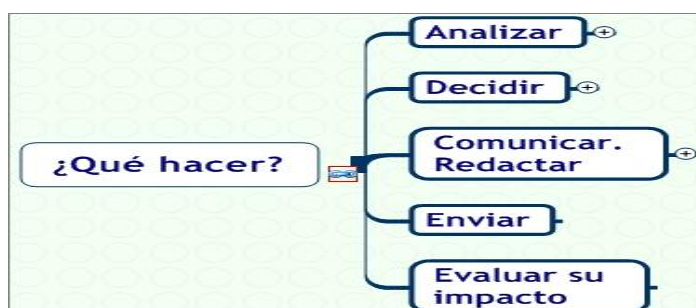 Analizar
Decidir
¿Qué hacer?
Comunicar.
Redactar
Enviar
Evaluar su
impacto